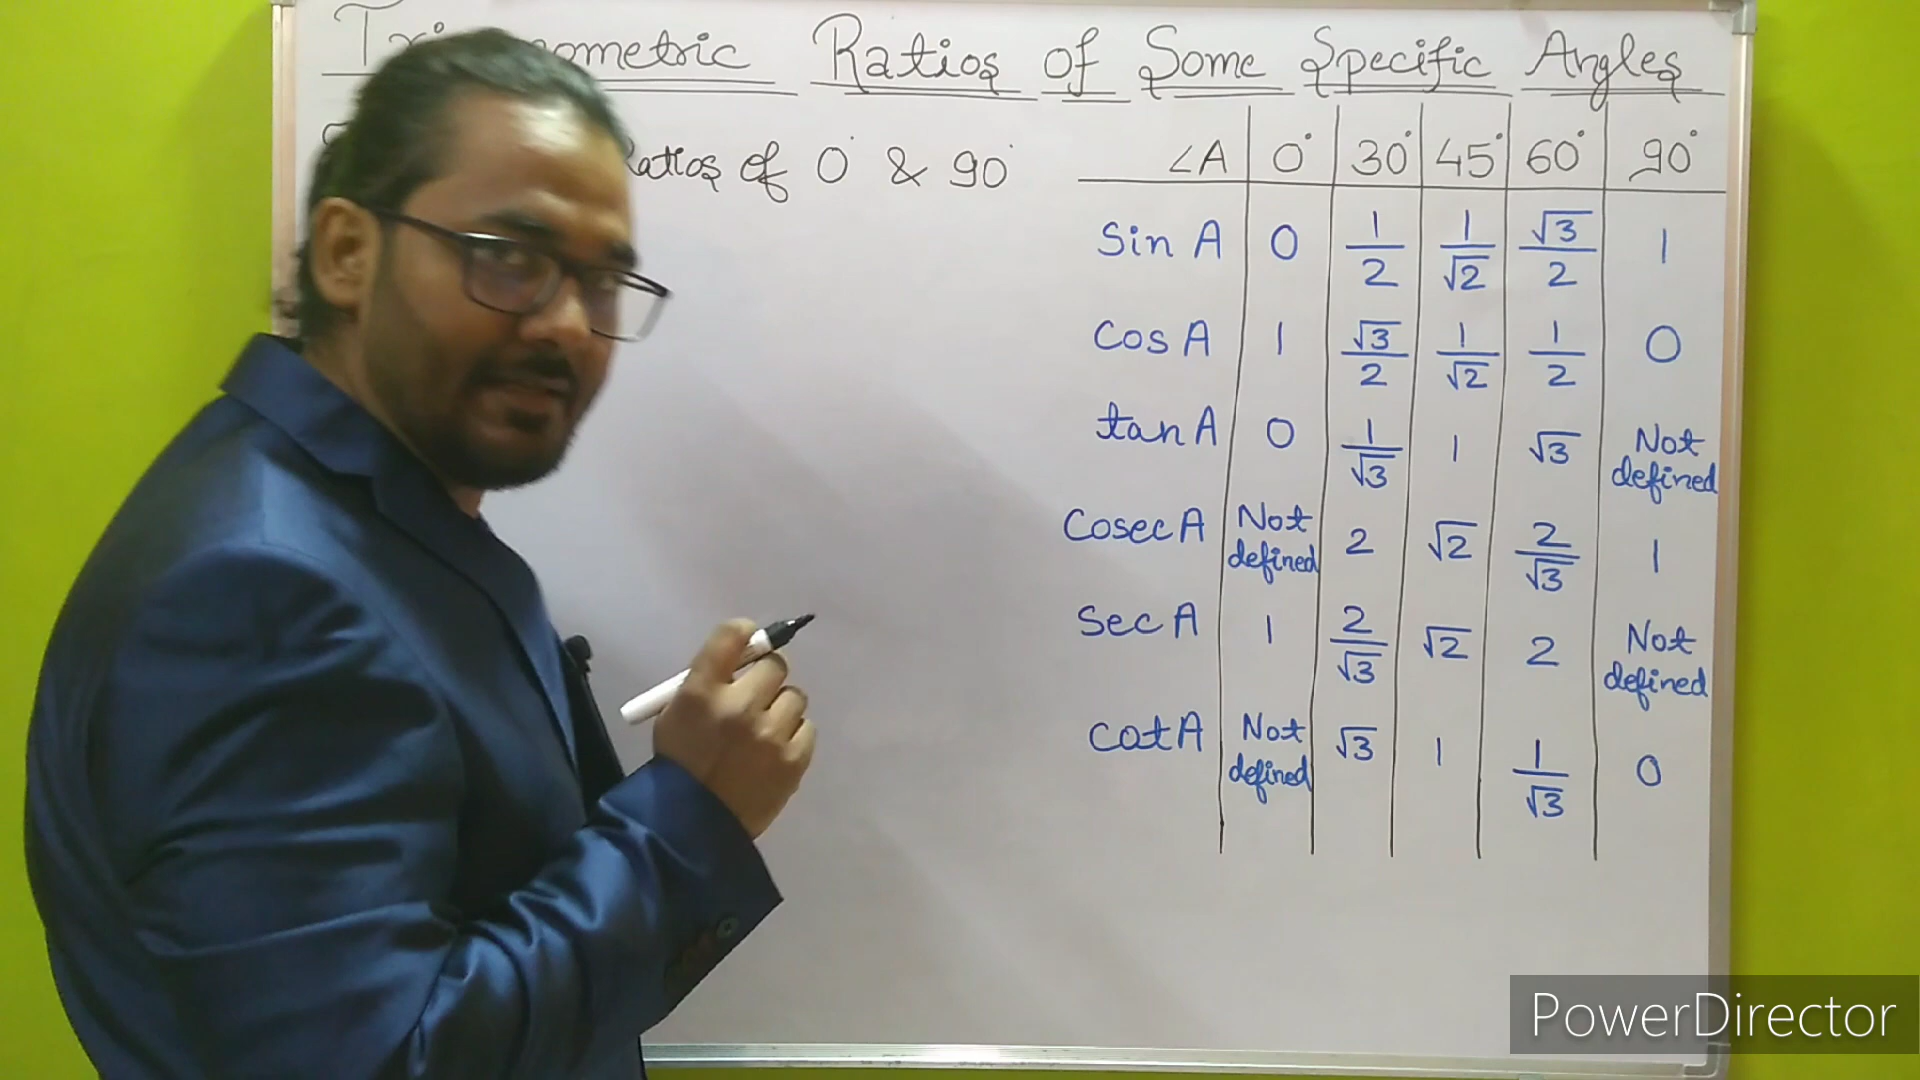 Ratios of Some Specific Angles
Ratios of 0° & 90°
∠A 0° 30° 45° 60° 90°
Sin A 0 1/2 1/√2 √3/2 1
Cos A 1 √3/2 1/√2 1/2 0
tan A 0 1/√3 1 √3 Not defined
Cosec A Not defined 2 √2 2/√3 1
Sec A 1 2/√3 √2 2 Not defined
Cot A Not defined √3 1 1/√3 0
PowerDirector